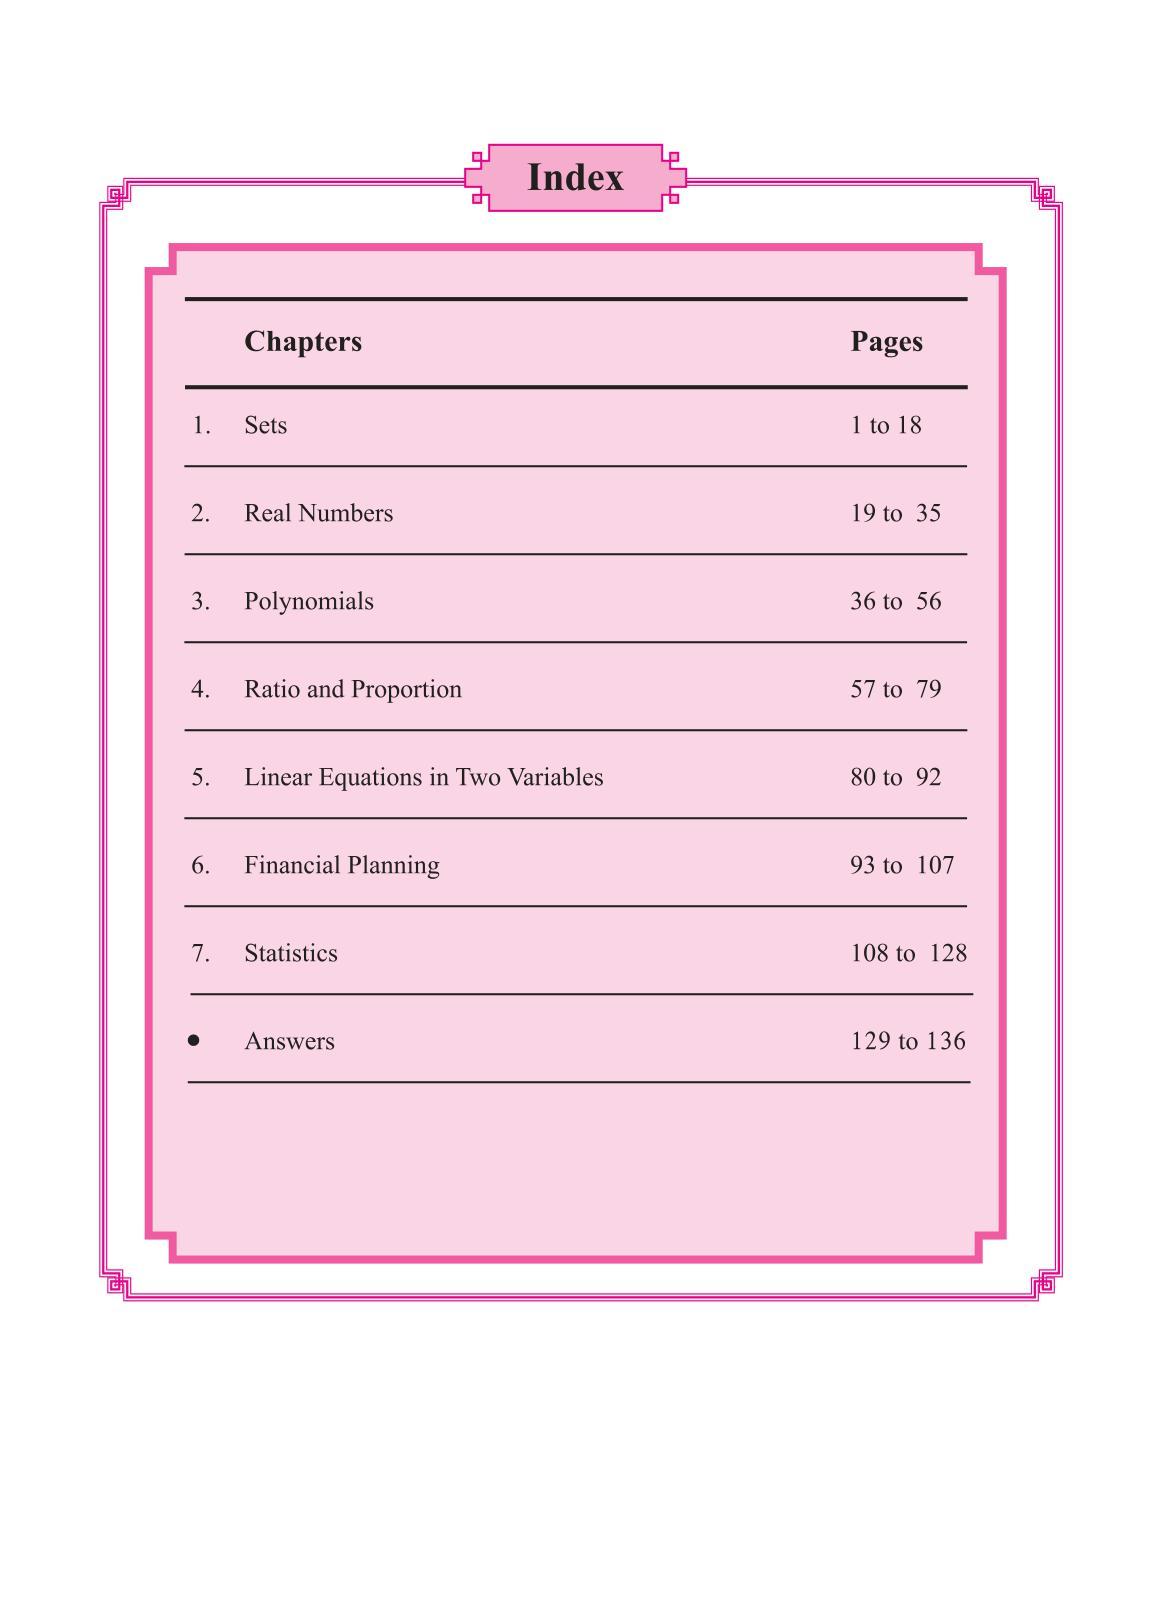 Index
Chapters Pages
1. Sets 1 to 18
2. Real Numbers 19 to 35
3. Polynomials 36 to 56
4. Ratio and Proportion 57 to 79
5. Linear Equations in Two Variables 80 to 92
6. Financial Planning 93 to 107
7. Statistics 108 to 128
• Answers 129 to 136